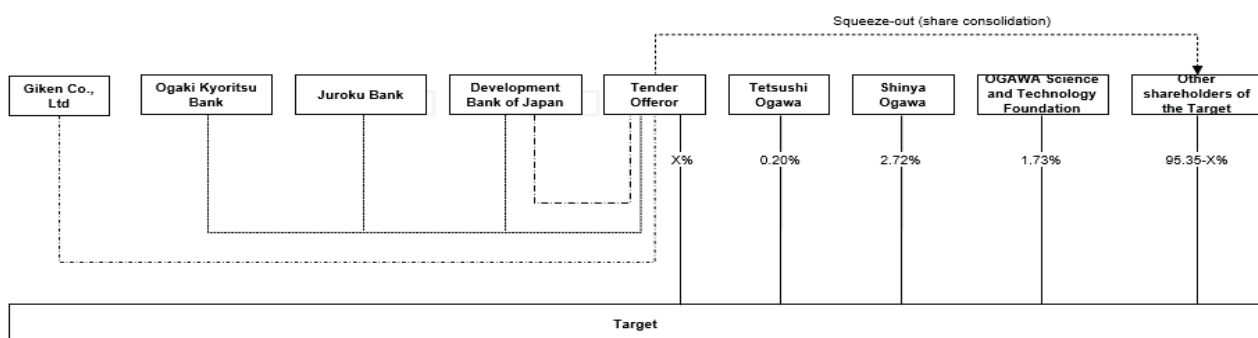 Squeeze-out (share consolidation)
Giken Co.,
Ltd
Ogaki Kyoritsu
Bank
Juroku Bank
Development
Bank of Japan
Tender
Offeror
Tetsushi
Ogawa
Shinya
Ogawa
OGAWA Science
and Technology
Foundation
Other
shareholders of
the Target
X%
0.20%
2.72%
1.73%
95.35-X%
Target